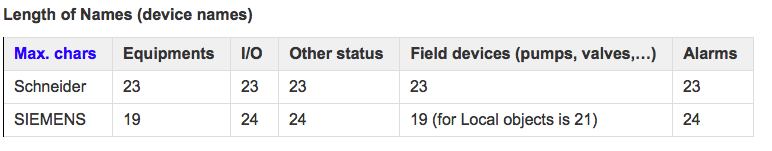 Length of Names (device names)
Max. chars Equipments I/O Other status Field devices (pumps, valves,...) Alarms
Schneider 23 23 23 23 23
SIEMENS 19 24 24 19 (for Local objects is 21) 24